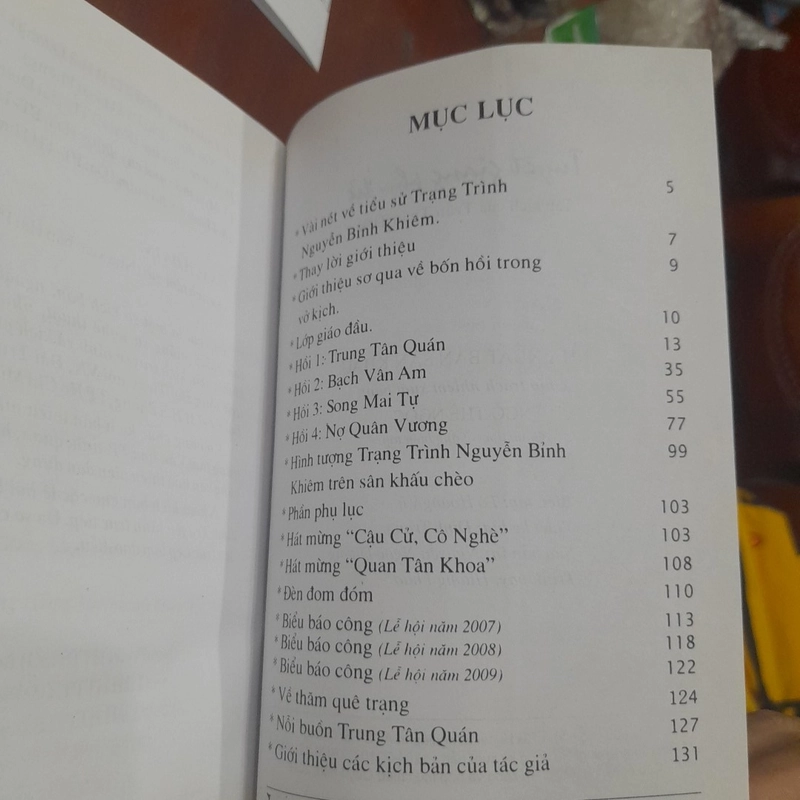 MỤC LỤC
* Vài nét về tiểu sử Trạng Trình 5
Nguyễn Bỉnh Khiêm.
* Thay lời giới thiệu 7
* Giới thiệu sơ qua về bốn hồi trong 9
vở kịch.
* Lớp giáo đầu. 10
* Hồi 1: Trung Tân Quán 13
* Hồi 2: Bạch Vân Am 35
* Hồi 3: Song Mai Tự 55
* Hồi 4: Nợ Quân Vương 77
* Hình tượng Trạng Trình Nguyễn Bỉnh 99
Khiêm trên sân khấu chèo
* Phần phụ lục 103
* Hát mừng “Cậu Cử, Cô Nghè” 103
* Hát mừng “Quan Tân Khoa” 108
* Đèn đom đóm 110
* Biểu báo công (Lễ hội năm 2007) 113
* Biểu báo công (Lễ hội năm 2008) 118
* Biểu báo công (Lễ hội năm 2009) 122
* Về thăm quê trạng 124
* Nỗi buồn Trung Tân Quán 127
* Giới thiệu các kịch bản của tác giả 131